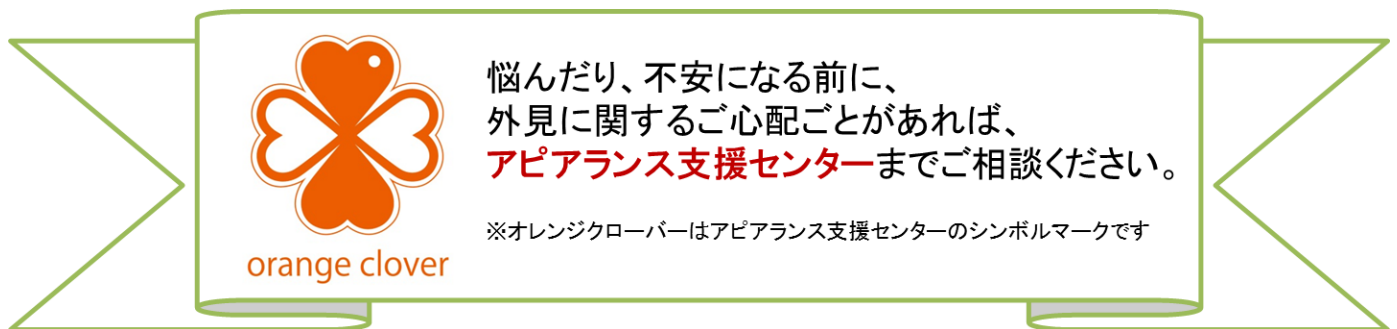 悩んだり、不安になる前に、
外見に関するご心配ごとがあれば、
アピアランス支援センターまでご相談ください。
※オレンジクローバーはアピアランス支援センターのシンボルマークです
orange clover